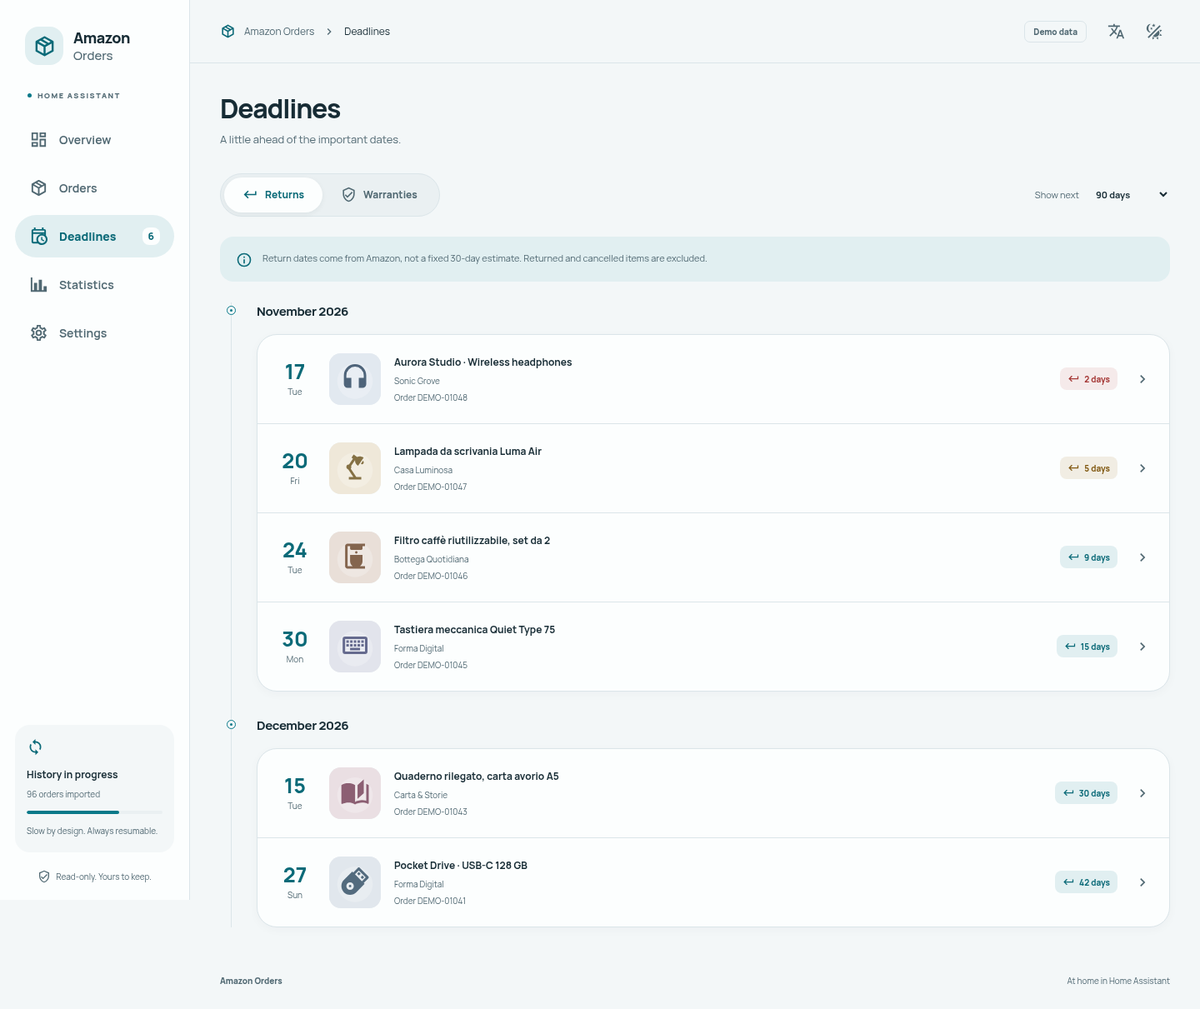 Amazon
Orders
HOME ASSISTANT
Overview
Orders
Deadlines 6
Statistics
Settings
History in progress
96 orders imported
Slow by design. Always resumable.
Read-only. Yours to keep.
Amazon Orders > Deadlines
Demo data
Deadlines
A little ahead of the important dates.
Returns
Warranties
Show next 90 days
Return dates come from Amazon, not a fixed 30-day estimate. Returned and cancelled items are excluded.
November 2026
17
Tue
Aurora Studio · Wireless headphones
Sonic Grove
Order DEMO-01048
2 days
20
Fri
Lampada da scrivania Luma Air
Casa Luminosa
Order DEMO-01047
5 days
24
Tue
Filtro caffè riutilizzabile, set da 2
Bottega Quotidiana
Order DEMO-01046
9 days
30
Mon
Tastiera meccanica Quiet Type 75
Forma Digital
Order DEMO-01045
15 days
December 2026
15
Tue
Quaderno rilegato, carta avorio A5
Carta & Storie
Order DEMO-01043
30 days
27
Sun
Pocket Drive · USB-C 128 GB
Forma Digital
Order DEMO-01041
42 days
Amazon Orders
At home in Home Assistant